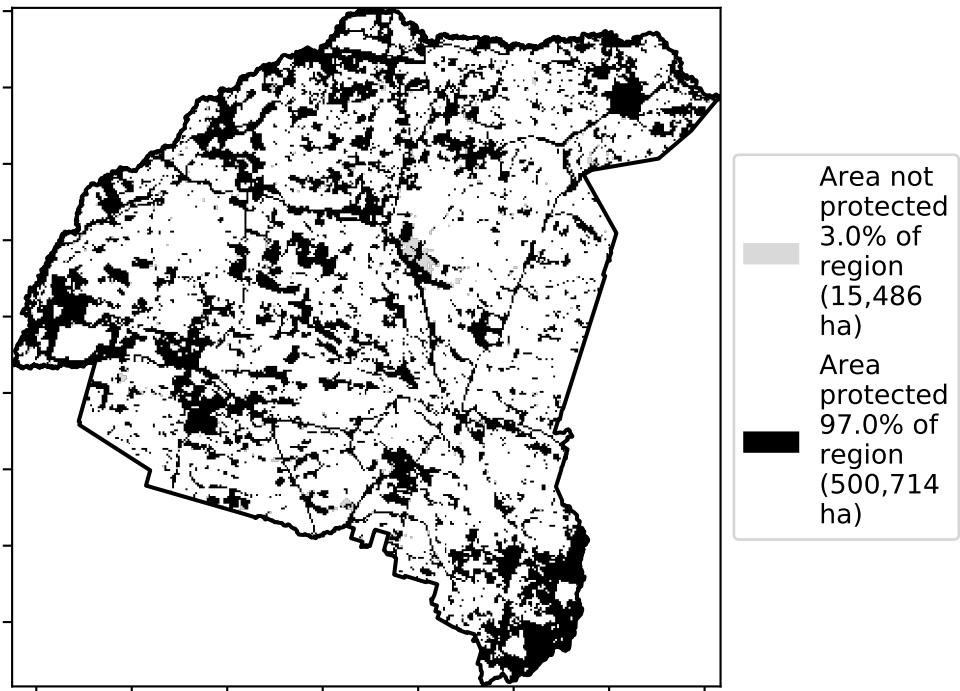 Area not
protected
3.0% of
region
(15,486
ha)
Area
protected
97.0% of
region
(500,714
ha)